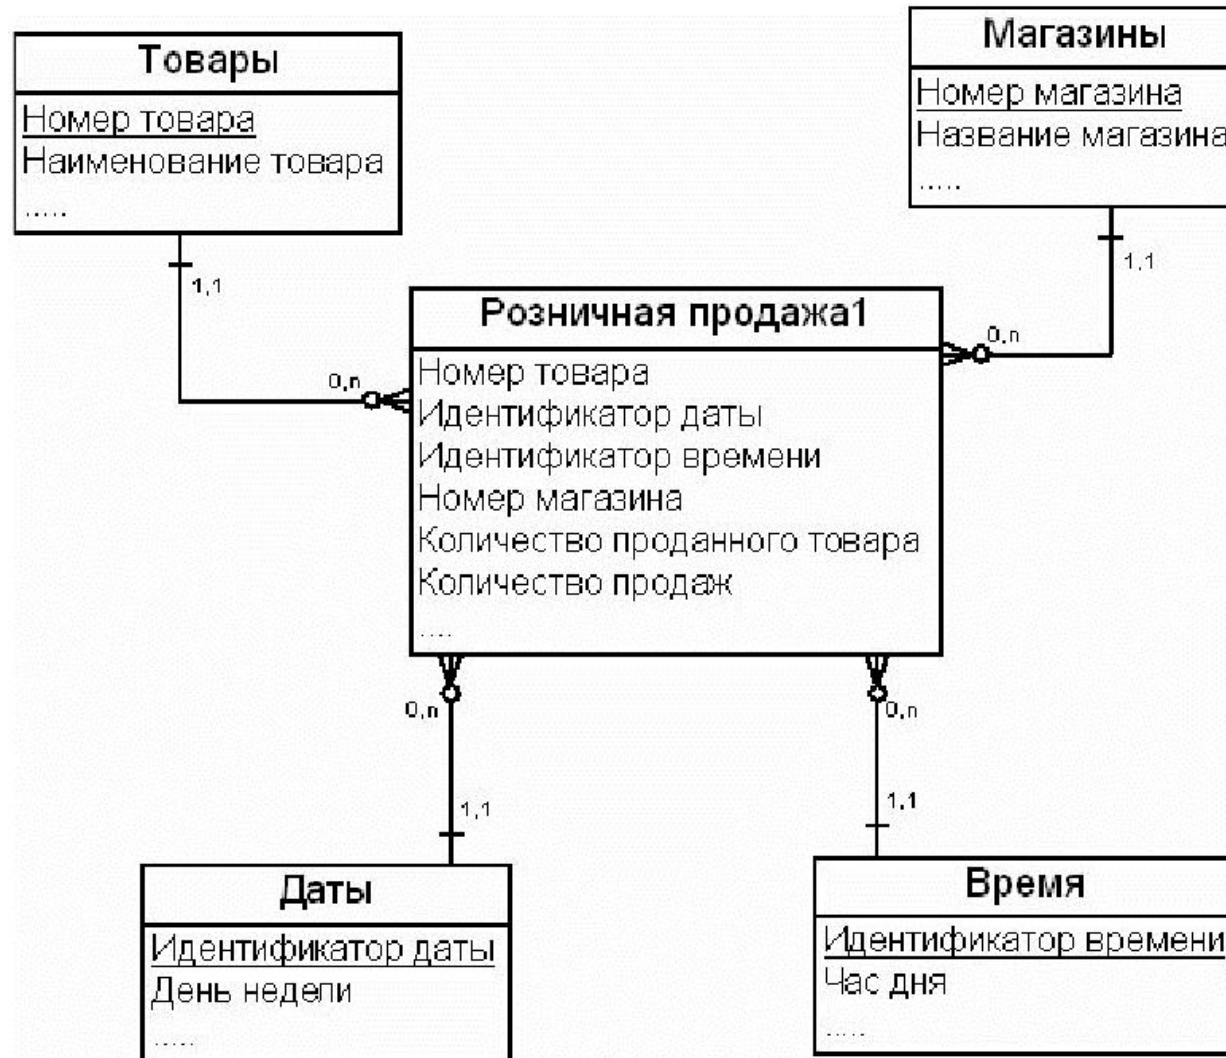 Товары
Номер товара
Наименование товара
.....
Магазины
Номер магазина
Название магазина
.....
1,1
1,1
Розничная продажа1
Номер товара
Идентификатор даты
Идентификатор времени
Номер магазина
Количество проданного товара
Количество продаж
....
0,n
0,n
0,n
0,n
1,1
1,1
Даты
Идентификатор даты
День недели
.....
Время
Идентификатор времени
Час дня
.....